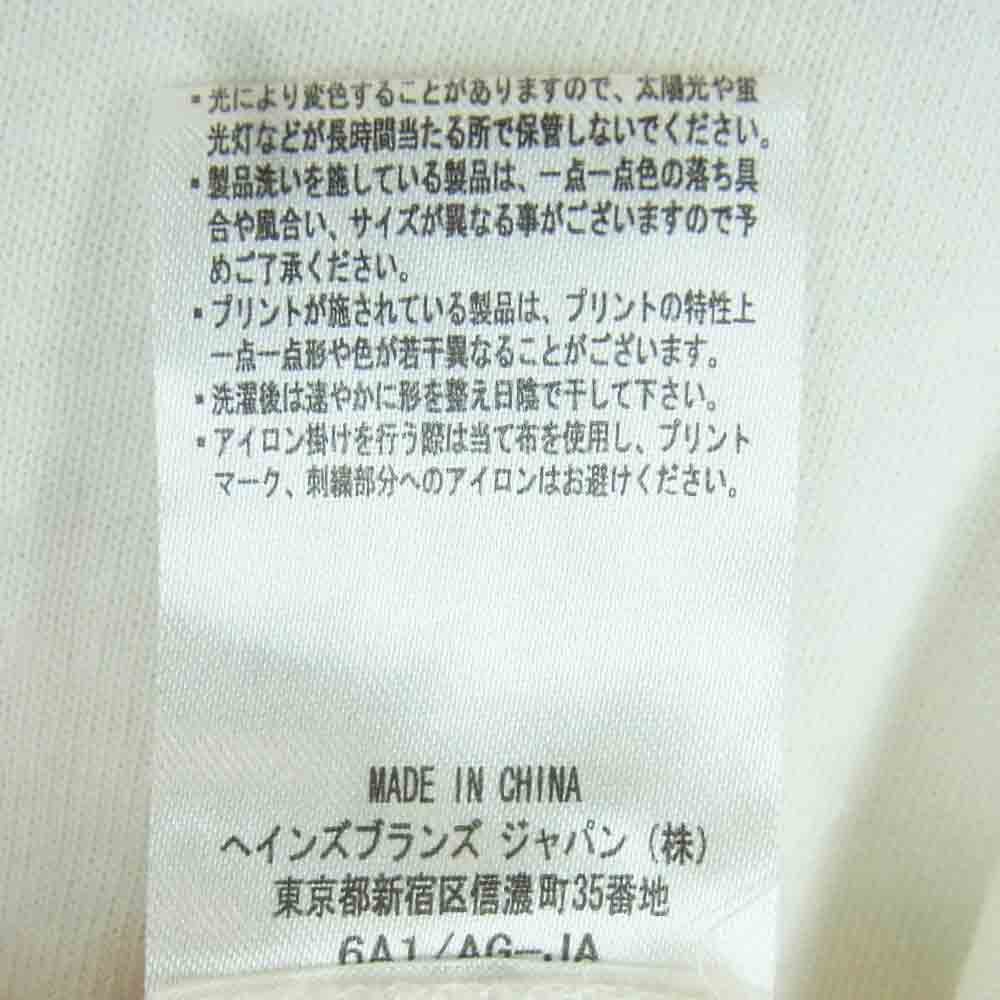 ・光により変色することがありますので、太陽光や蛍
光灯などが長時間当たる所で保管しないでください。
・製品洗いを施している製品は、一点一点色の落ち具
合や風合い、サイズが異なる事がございますので予
めご了承ください。
・プリントが施されている製品は、プリントの特性上
一点一点形や色が若干異なることがございます。
・洗濯後は速やかに形を整え日陰で干して下さい。
・アイロン掛けを行う際は当て布を使用し、プリント
マーク、刺繍部分へのアイロンはお避けください。
MADE IN CHINA
ヘインズブランズ ジャパン (株)
東京都新宿区信濃町35番地
6A1/AG-JA